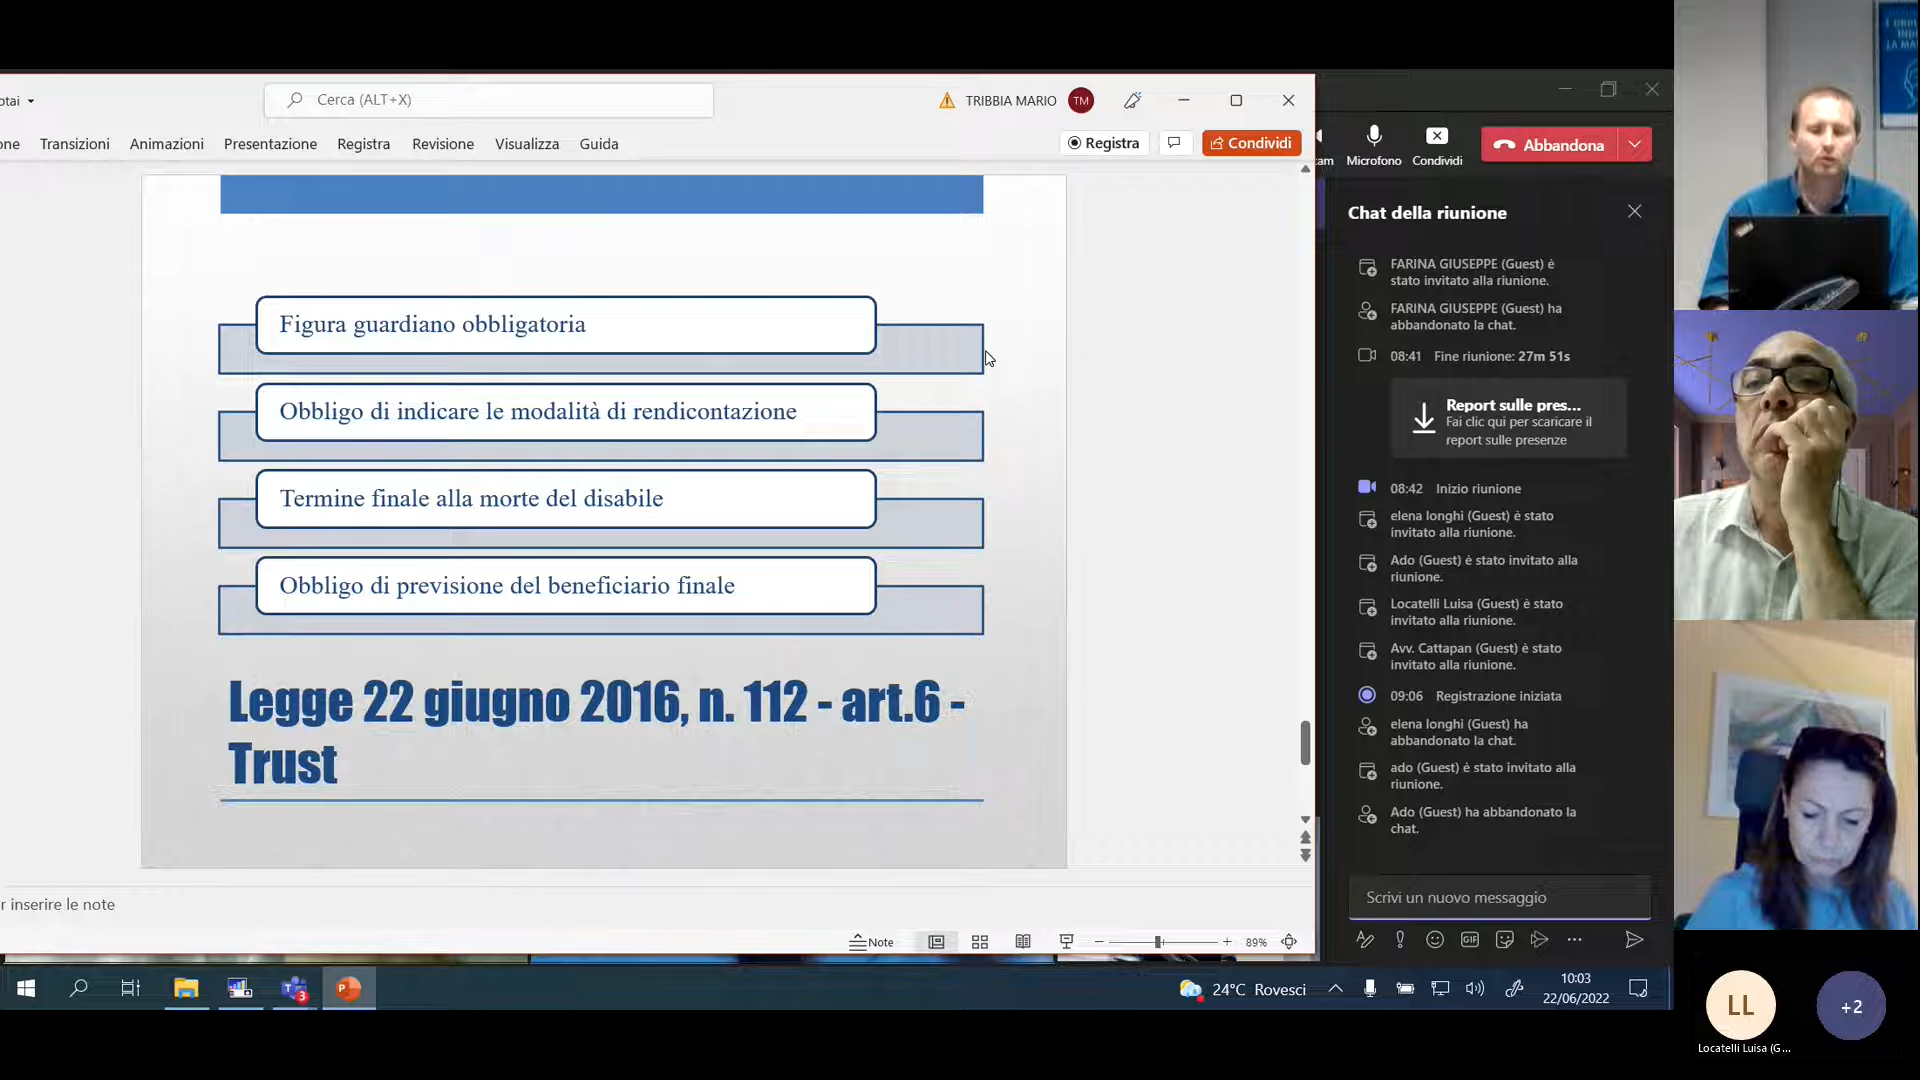 otai
Cerca (ALT+X)
TRIBBIA MARIO
TM
one
Transizioni
Animazioni
Presentazione
Registra
Revisione
Visualizza
Guida
Registra
Condividi
Figura guardiano obbligatoria
Obbligo di indicare le modalità di rendicontazione
Termine finale alla morte del disabile
Obbligo di previsione del beneficiario finale
Legge 22 giugno 2016, n. 112 - art.6 -
Trust
r inserire le note
Note
89%
am
Microfono
Condividi
Abbandona
Chat della riunione
FARINA GIUSEPPE (Guest) è
stato invitato alla riunione.
FARINA GIUSEPPE (Guest) ha
abbandonato la chat.
08:41 Fine riunione: 27m 51s
Report sulle pres...
Fai clic qui per scaricare il
report sulle presenze
08:42 Inizio riunione
elena longhi (Guest) è stato
invitato alla riunione.
Ado (Guest) è stato invitato alla
riunione.
Locatelli Luisa (Guest) è stato
invitato alla riunione.
Avv. Cattapan (Guest) è stato
invitato alla riunione.
09:06 Registrazione iniziata
elena longhi (Guest) ha
abbandonato la chat.
ado (Guest) è stato invitato alla
riunione.
Ado (Guest) ha abbandonato la
chat.
Scrivi un nuovo messaggio
GIF
3
P
24°C Rovesci
10:03
22/06/2022
LL
+2
Locatelli Luisa (G...